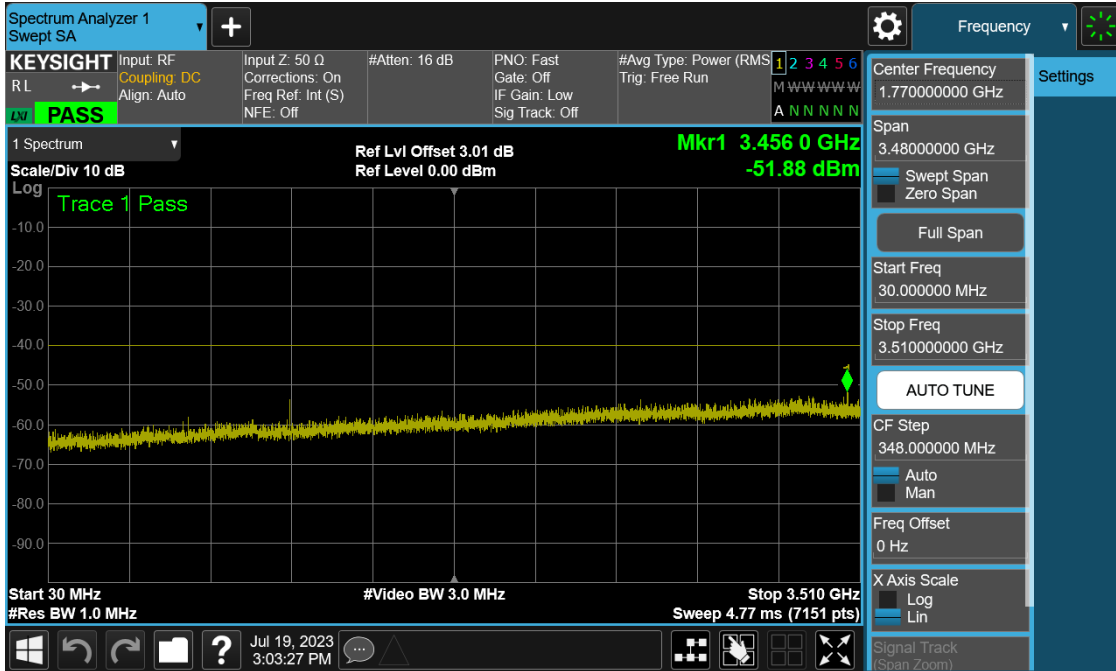 Spectrum Analyzer 1
Swept SA
Frequency
KEYSIGHT
R L
LXI PASS
Input: RF
Coupling: DC
Align: Auto
Input Z: 50 Ω
Corrections: On
Freq Ref: Int (S)
NFE: Off
#Atten: 16 dB
PNO: Fast
Gate: Off
IF Gain: Low
Sig Track: Off
#Avg Type: Power (RMS
Trig: Free Run
1 2 3 4 5 6
M W W W W W
A N N N N N
1 Spectrum
Scale/Div 10 dB
Ref Lvl Offset 3.01 dB
Ref Level 0.00 dBm
Mkr1 3.456 0 GHz
-51.88 dBm
Log
Trace 1 Pass
-10.0
-20.0
-30.0
-40.0
-50.0
-60.0
-70.0
-80.0
-90.0
1
Start 30 MHz
#Video BW 3.0 MHz
Stop 3.510 GHz
#Res BW 1.0 MHz
Sweep 4.77 ms (7151 pts)
Jul 19, 2023
3:03:27 PM
Center Frequency
1.770000000 GHz
Settings
Span
3.48000000 GHz
Swept Span
Zero Span
Full Span
Start Freq
30.000000 MHz
Stop Freq
3.510000000 GHz
AUTO TUNE
CF Step
348.000000 MHz
Auto
Man
Freq Offset
0 Hz
X Axis Scale
Log
Lin
Signal Track
(Span Zoom)